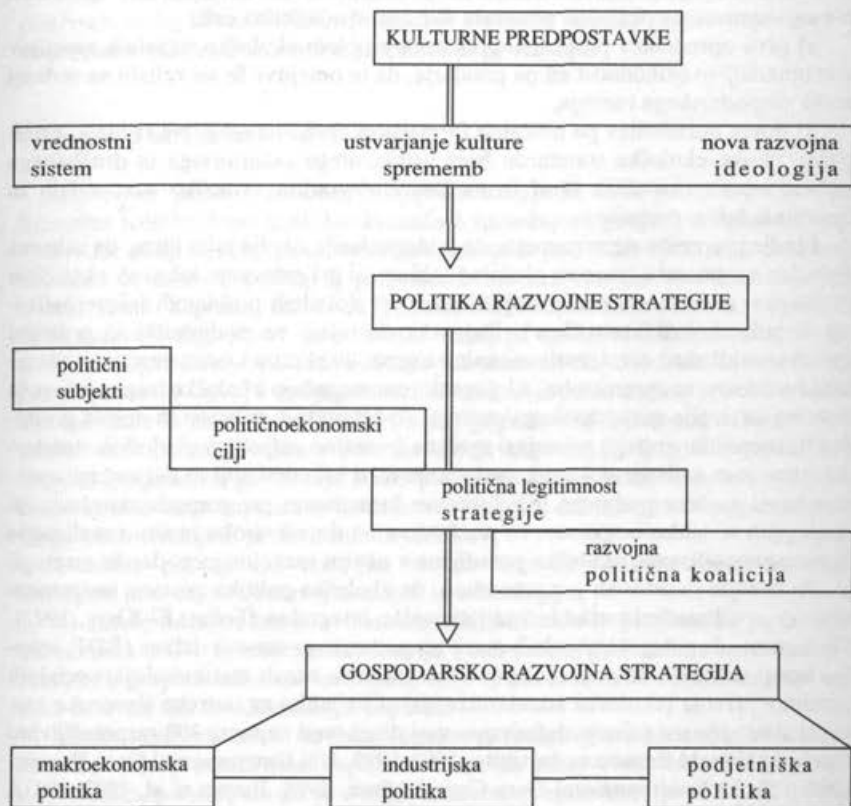 KULTURNE PREDPOSTAVKE
vrednostni
sistem
ustvarjanje kulture
sprememb
nova razvojna
ideologija
POLITIKA RAZVOJNE STRATEGIJE
politični
subjekti
političnoekonomski
cilji
politična legitimnost
strategije
razvojna
politična koalicija
GOSPODARSKO RAZVOJNA STRATEGIJA
makroekonomska
politika
industrijska
politika
podjetniška
politika